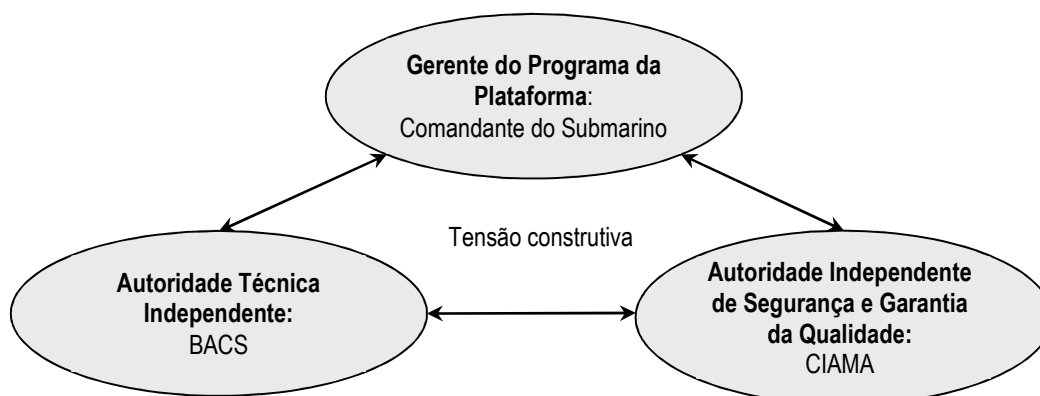 Gerente do Programa da
Plataforma:
Comandante do Submarino
Tensão construtiva
Autoridade Técnica
Independente:
BACS
Autoridade Independente
de Segurança e Garantia
da Qualidade:
CIAMA